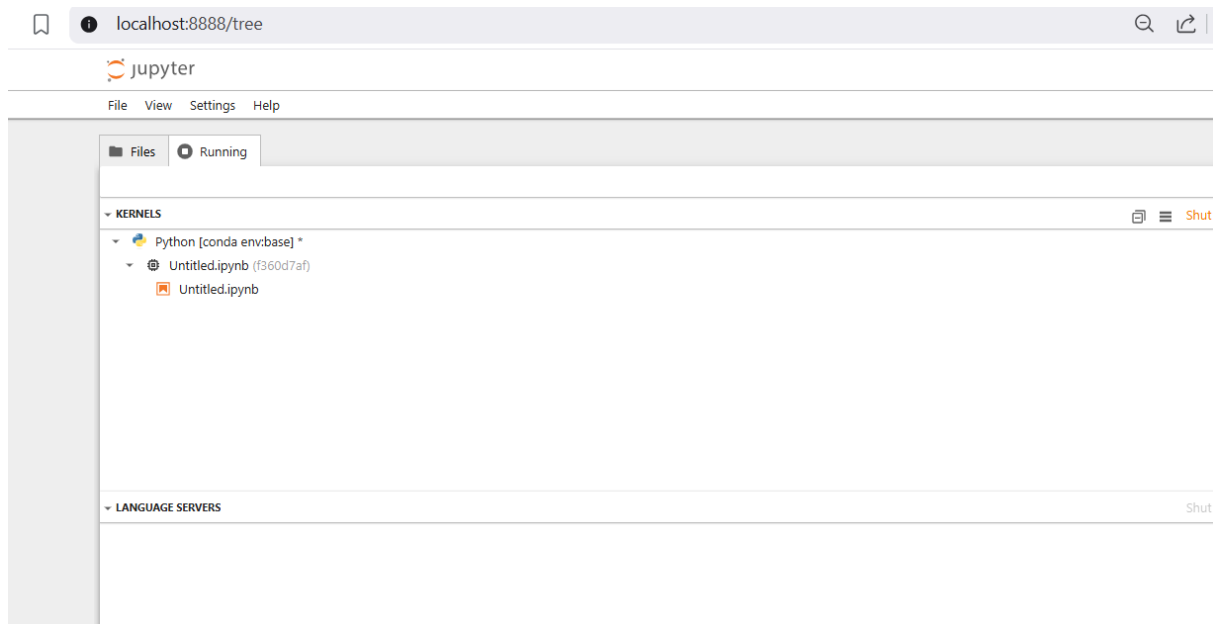 localhost:8888/tree
jupyter
File View Settings Help
Files Running
KERNELS Shut
Python [conda env:base] *
Untitled.ipynb (f360d7af)
Untitled.ipynb
LANGUAGE SERVERS Shut